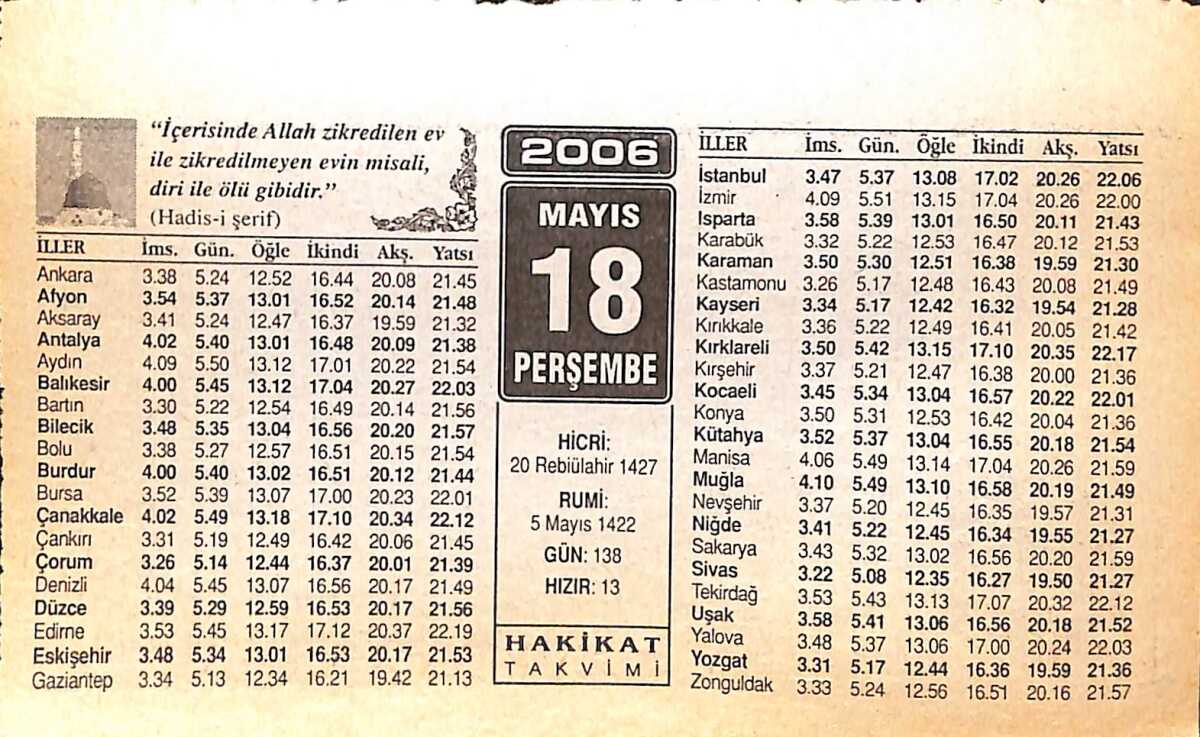 “İçerisinde Allah zikredilen ev
ile zikredilmeyen evin misali,
diri ile ölü gibidir.”
(Hadis-i şerif)
İLLER İms. Gün. Öğle İkindi Akş. Yatsı
Ankara 3.38 5.24 12.52 16.44 20.08 21.45
Afyon 3.54 5.37 13.01 16.52 20.14 21.48
Aksaray 3.41 5.24 12.47 16.37 19.59 21.32
Antalya 4.02 5.40 13.01 16.48 20.09 21.38
Aydın 4.09 5.50 13.12 17.01 20.22 21.54
Balıkesir 4.00 5.45 13.12 17.04 20.27 22.03
Bartın 3.30 5.22 12.54 16.49 20.14 21.56
Bilecik 3.48 5.35 13.04 16.56 20.20 21.57
Bolu 3.38 5.27 12.57 16.51 20.15 21.54
Burdur 4.00 5.40 13.02 16.51 20.12 21.44
Bursa 3.52 5.39 13.07 17.00 20.23 22.01
Çanakkale 4.02 5.49 13.18 17.10 20.34 22.12
Çankırı 3.31 5.19 12.49 16.42 20.06 21.45
Çorum 3.26 5.14 12.44 16.37 20.01 21.39
Denizli 4.04 5.45 13.07 16.56 20.17 21.49
Düzce 3.39 5.29 12.59 16.53 20.17 21.56
Edirne 3.53 5.45 13.17 17.12 20.37 22.19
Eskişehir 3.48 5.34 13.01 16.53 20.17 21.53
Gaziantep 3.34 5.13 12.34 16.21 19.42 21.13
2006
MAYIS
18
PERŞEMBE
HİCRİ:
20 Rebiülahir 1427
RUMİ:
5 Mayıs 1422
GÜN: 138
HIZIR: 13
HAKİKAT
TAKVİMİ
İLLER İms. Gün. Öğle İkindi Akş. Yatsı
İstanbul 3.47 5.37 13.08 17.02 20.26 22.06
İzmir 4.09 5.51 13.15 17.04 20.26 22.00
Isparta 3.58 5.39 13.01 16.50 20.11 21.43
Karabük 3.32 5.22 12.53 16.47 20.12 21.53
Karaman 3.50 5.30 12.51 16.38 19.59 21.30
Kastamonu 3.26 5.17 12.48 16.43 20.08 21.49
Kayseri 3.34 5.17 12.42 16.32 19.54 21.28
Kırıkkale 3.36 5.22 12.49 16.41 20.05 21.42
Kırklareli 3.50 5.42 13.15 17.10 20.35 22.17
Kırşehir 3.37 5.21 12.47 16.38 20.00 21.36
Kocaeli 3.45 5.34 13.04 16.57 20.22 22.01
Konya 3.50 5.31 12.53 16.42 20.04 21.36
Kütahya 3.52 5.37 13.04 16.55 20.18 21.54
Manisa 4.06 5.49 13.14 17.04 20.26 21.59
Muğla 4.10 5.49 13.10 16.58 20.19 21.49
Nevşehir 3.37 5.20 12.45 16.35 19.57 21.31
Niğde 3.41 5.22 12.45 16.34 19.55 21.27
Sakarya 3.43 5.32 13.02 16.56 20.20 21.59
Sivas 3.22 5.08 12.35 16.27 19.50 21.27
Tekirdağ 3.53 5.43 13.13 17.07 20.32 22.12
Uşak 3.58 5.41 13.06 16.56 20.18 21.52
Yalova 3.48 5.37 13.06 17.00 20.24 22.03
Yozgat 3.31 5.17 12.44 16.36 19.59 21.36
Zonguldak 3.33 5.24 12.56 16.51 20.16 21.57